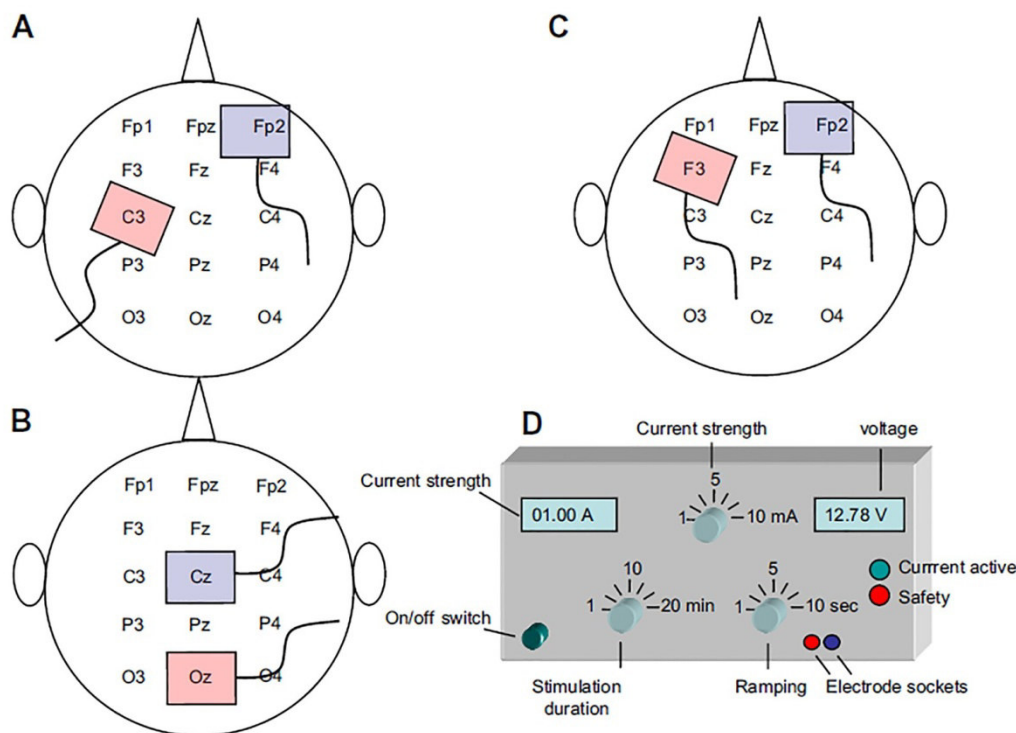 A
Fp1 Fpz Fp2
F3 Fz F4
C3 Cz C4
P3 Pz P4
O3 Oz O4
B
Fp1 Fpz Fp2
F3 Fz F4
C3 Cz C4
P3 Pz P4
O3 Oz O4
C
Fp1 Fpz Fp2
F3 Fz F4
C3 Cz C4
P3 Pz P4
O3 Oz O4
D
Current strength
voltage
Current strength
01.00 A
1 5 10 mA
12.78 V
Currrent active
Safety
1 10 20 min
1 5 10 sec
On/off switch
Stimulation
duration
Ramping
Electrode sockets